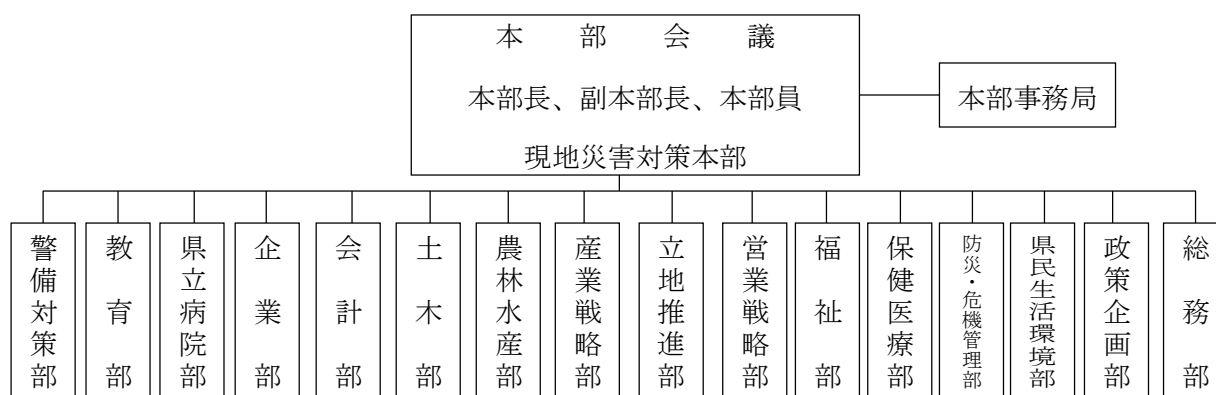 本部会議
本部長、副本部長、本部員
現地災害対策本部
本部事務局
総務部
政策企画部
県民生活環境部
防災・危機管理部
保健医療部
福祉部
営業戦略部
立地推進部
産業戦略部
農林水産部
土木部
会計部
企業部
県立病院部
教育部
警備対策部